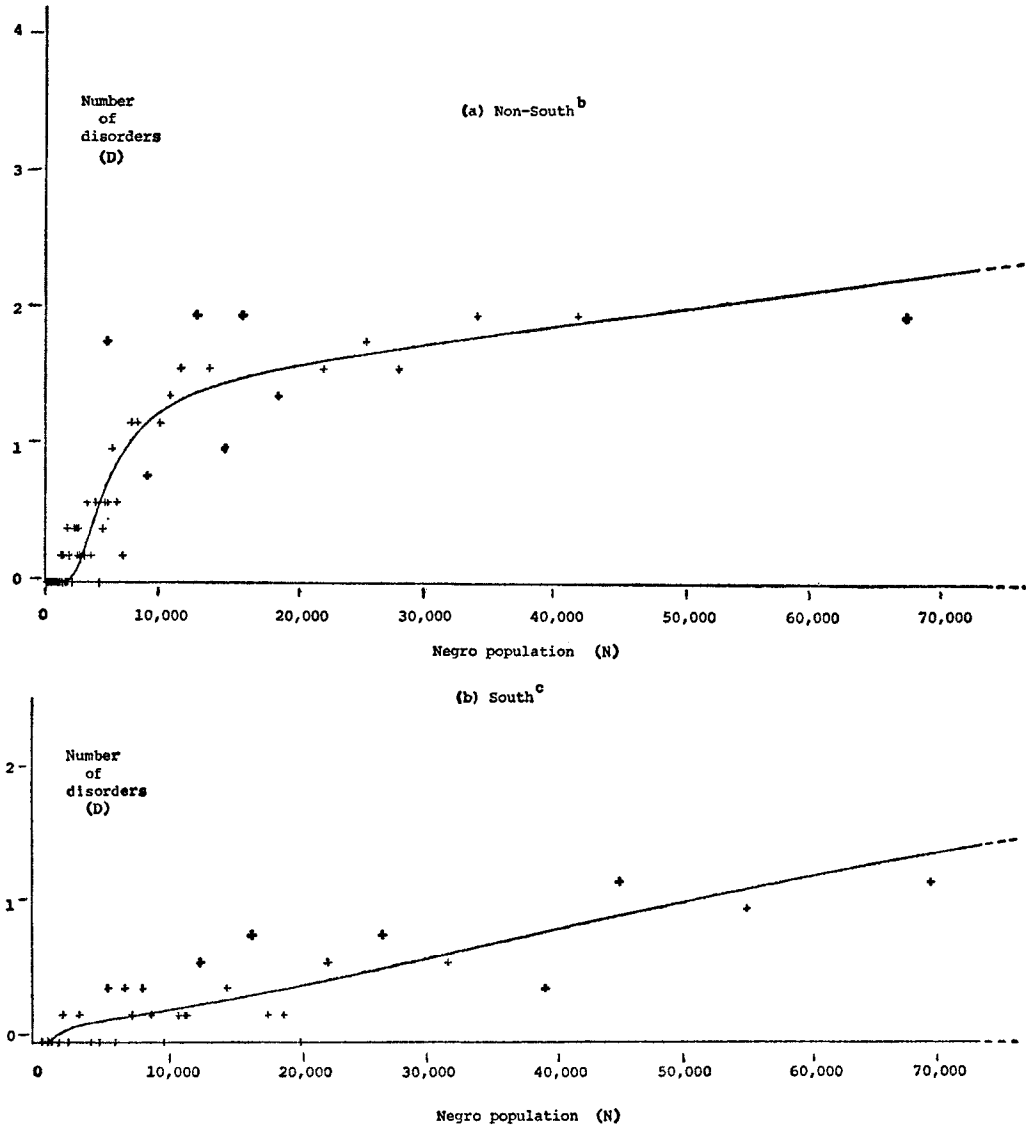 4
Number
of
disorders
(D)
(a) Non-South b
3
2
1
0
0 10,000 20,000 30,000 40,000 50,000 60,000 70,000
Negro population (N)
(b) South c
Number
of
disorders
(D)
2
1
0
0 10,000 20,000 30,000 40,000 50,000 60,000 70,000
Negro population (N)